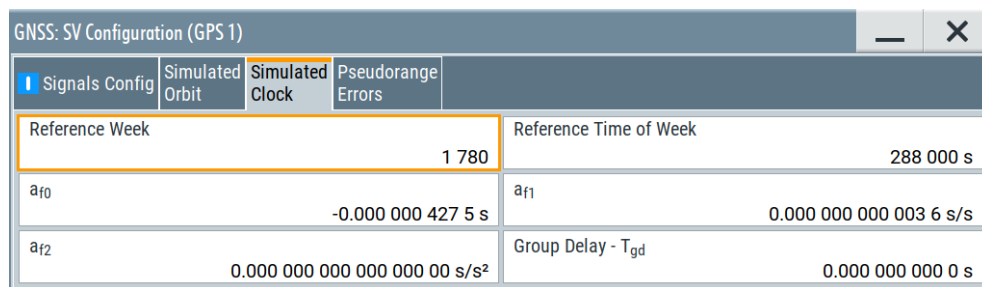 GNSS: SV Configuration (GPS 1)
Signals Config
Simulated
Orbit
Simulated
Clock
Pseudorange
Errors
Reference Week
1 780
Reference Time of Week
288 000 s
af0
-0.000 000 427 5 s
af1
0.000 000 000 003 6 s/s
af2
0.000 000 000 000 000 00 s/s²
Group Delay - Tgd
0.000 000 000 0 s